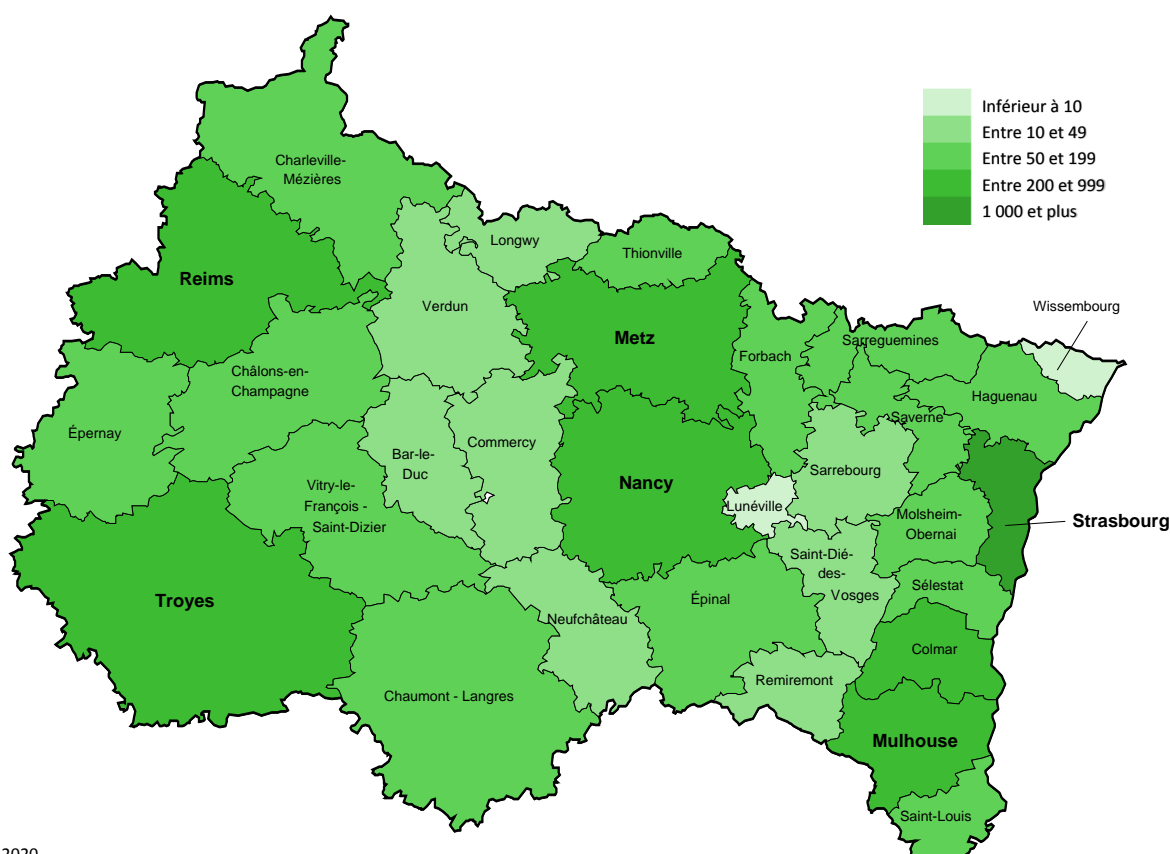 Inférieur à 10
Entre 10 et 49
Entre 50 et 199
Entre 200 et 999
1 000 et plus
Charleville-
Mézières
Longwy
Thionville
Reims
Verdun
Metz
Wissembourg
Forbach
Sarreguemines
Châlons-en-
Champagne
Haguenau
Saverne
Épernay
Bar-le-
Duc
Commercy
Sarrebourg
Vitry-le-
François -
Saint-Dizier
Nancy
Lunéville
Molsheim-
Obernai
Strasbourg
Saint-Dié-
des-
Vosges
Sélestat
Troyes
Épinal
Neufchâteau
Colmar
Chaumont - Langres
Remiremont
Mulhouse
Saint-Louis
2020